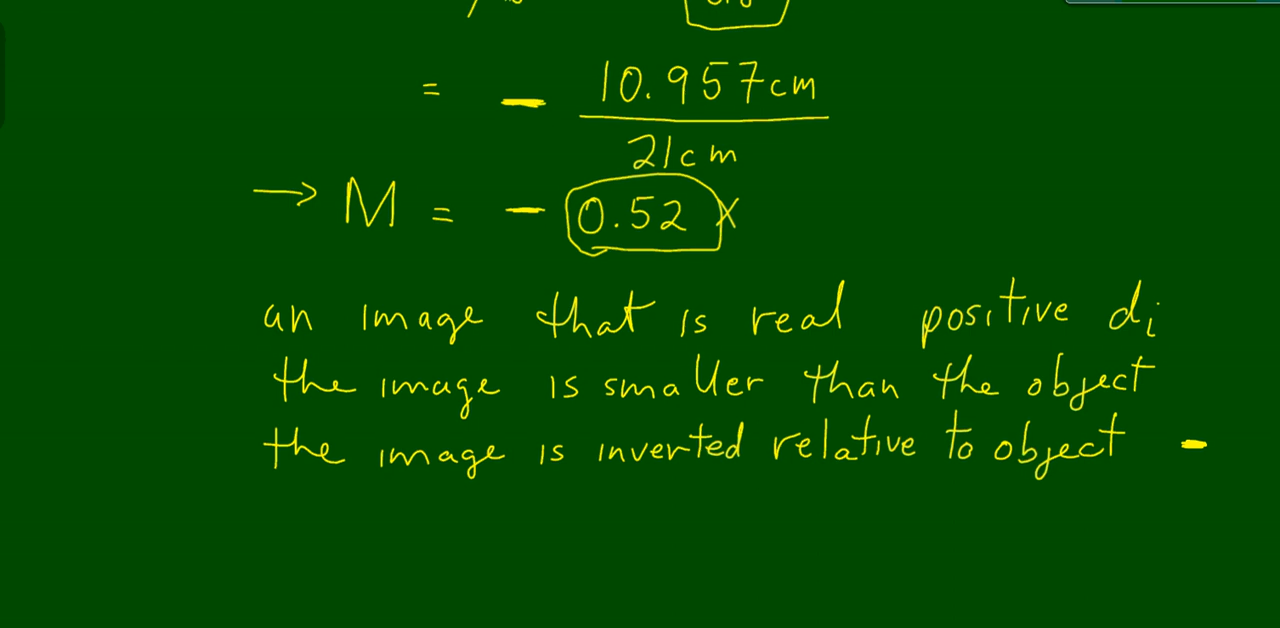 = - 10.957cm
21cm
→ M = - 0.52 x
an image that is real positive di
the image is smaller than the object
the image is inverted relative to object -